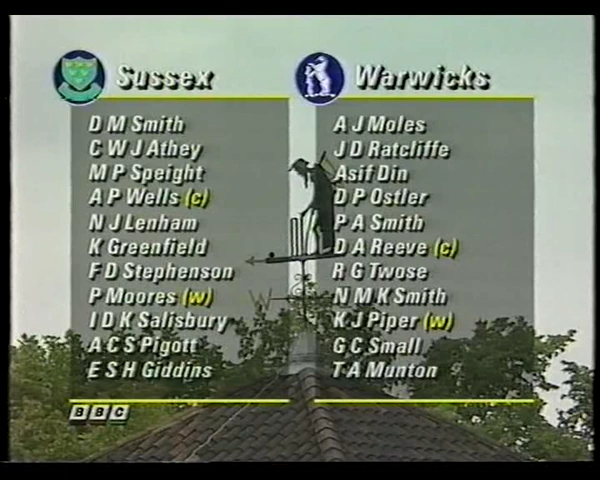 Sussex
D M Smith
C W J Athey
M P Speight
A P Wells (c)
N J Lenham
K Greenfield
F D Stephenson
P Moores (w)
I D K Salisbury
A C S Pigott
E S H Giddins
Warwicks
A J Moles
J D Ratcliffe
Asif Din
D P Ostler
P A Smith
D A Reeve (c)
R G Twose
N M K Smith
K J Piper (w)
G C Small
T A Munton
W
BBC